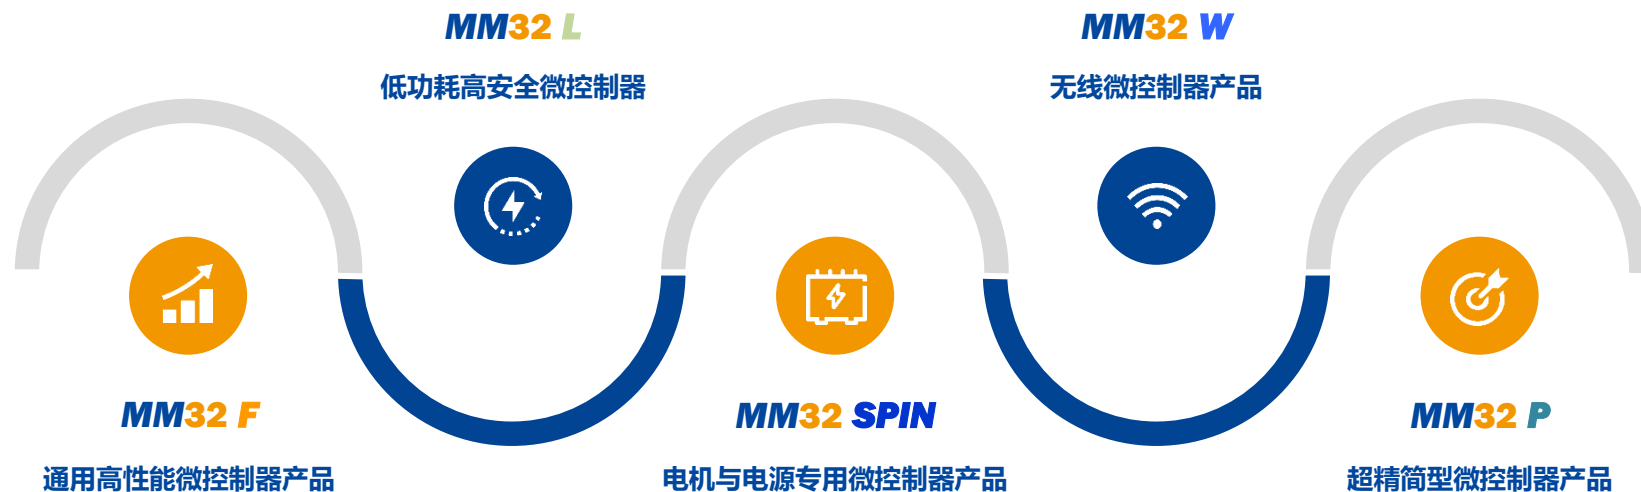 MM32 L
低功耗高安全微控制器
MM32 W
无线微控制器产品
MM32 F
通用高性能微控制器产品
MM32 SPIN
电机与电源专用微控制器产品
MM32 P
超精简型微控制器产品